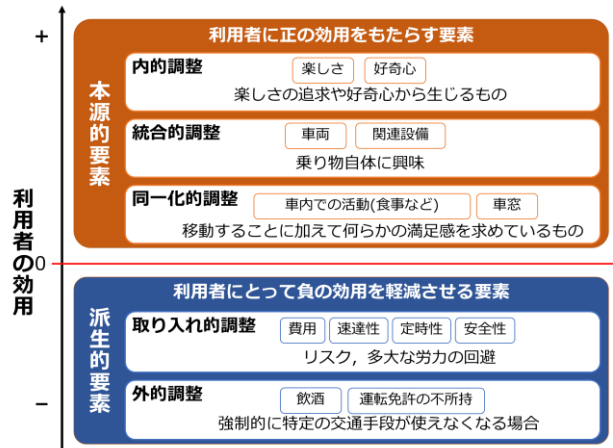 +
利用者に正の効用をもたらす要素
内的調整
楽しさ
好奇心
楽しさの追求や好奇心から生じるもの
本源的要素
統合的調整
車両
関連設備
乗り物自体に興味
同一化的調整
車内での活動(食事など)
車窓
移動することに加えて何らかの満足感を求めているもの
利用者の効用
0
利用者にとって負の効用を軽減させる要素
派生的要素
取り入れ的調整
費用
速達性
定時性
安全性
リスク，多大な労力の回避
外的調整
飲酒
運転免許の不所持
強制的に特定の交通手段が使えなくなる場合
−